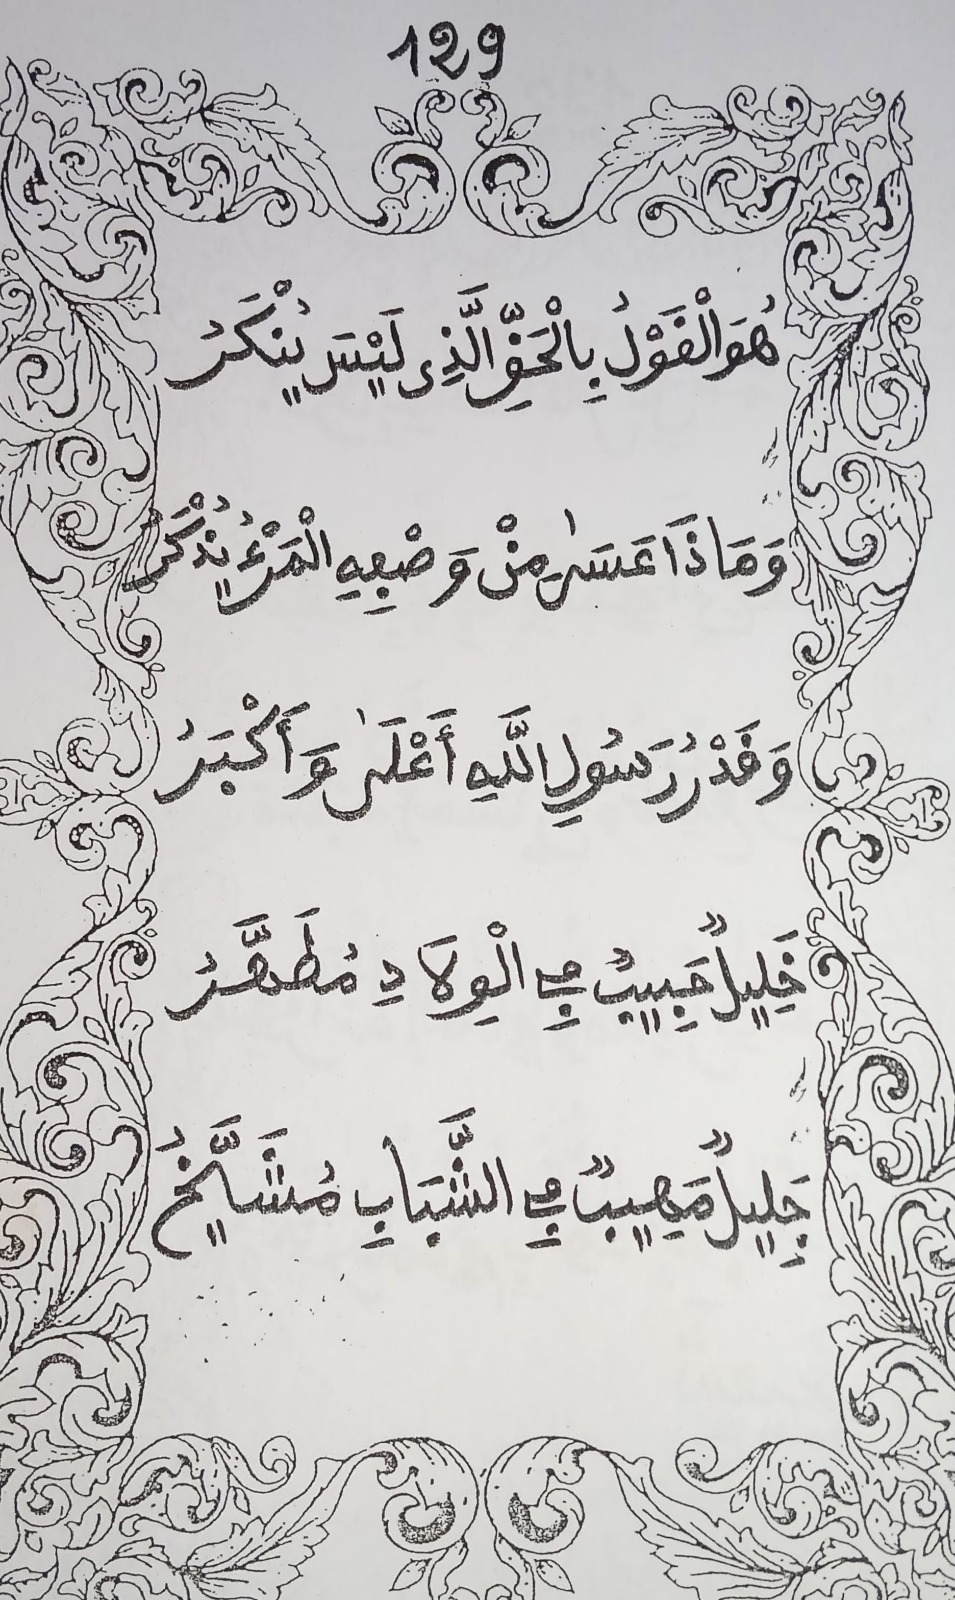 129
هُوَ الْقَوْلُ بِالْحَقِّ الَّذِي لَيْسَ يُنْكَرُ
وَمَاذَا عَسَىٰ مِنْ وَصْفِهِ الْمَرْءُ يَذْكُرُ
وَقَدْرُ رَسُولِ اللَّهِ أَعْلَىٰ وَأَكْبَرُ
خَلِيلٌ حَبِيبٌ فِي الْوِلَادِ مُطَهَّرُ
جَلِيلٌ مَهِيبٌ فِي الشَّبَابِ مُشَيَّخُ